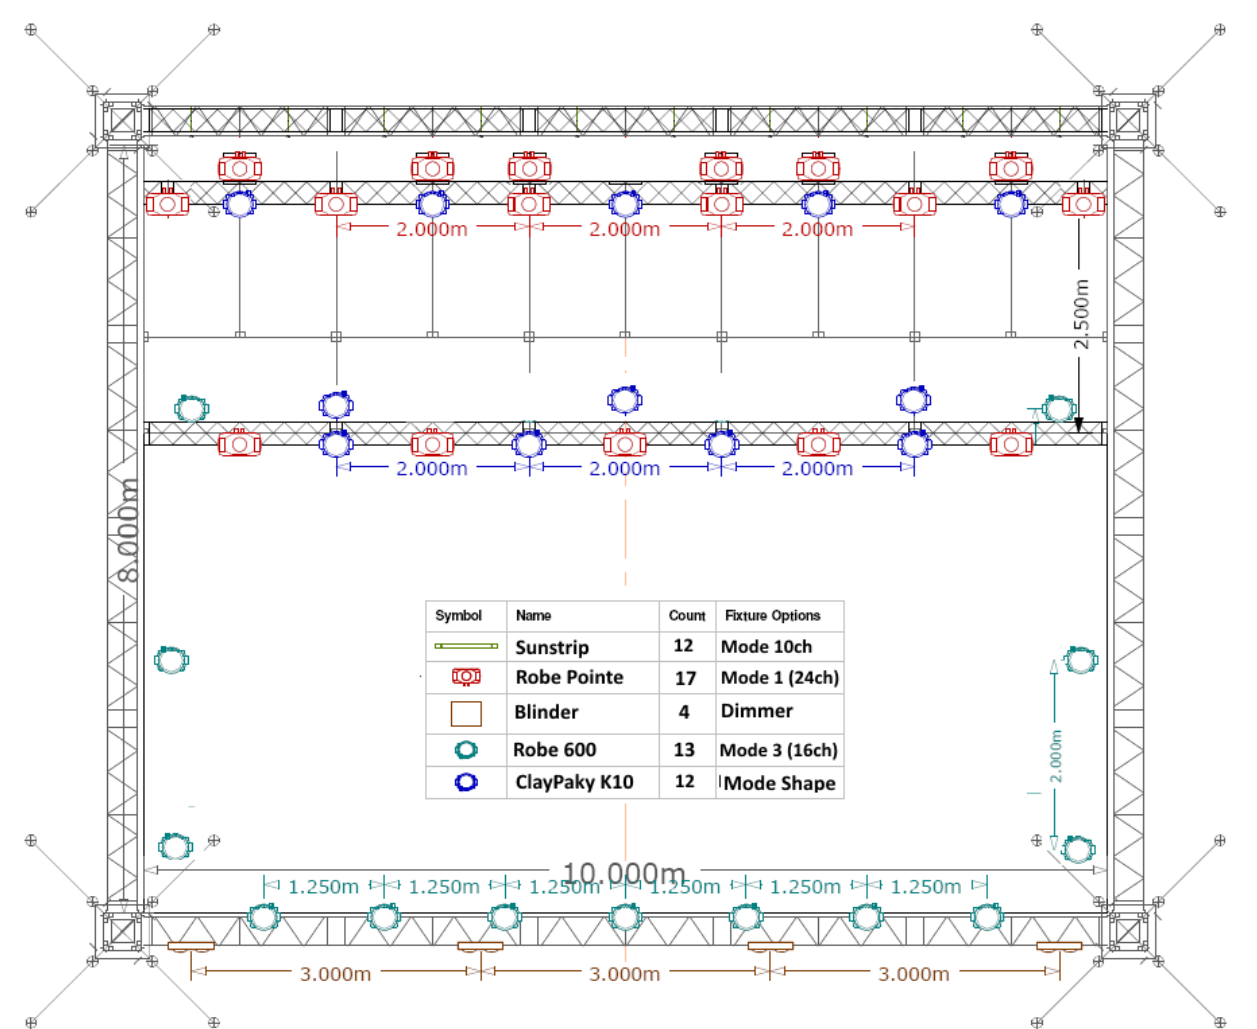 2.000m 2.000m 2.000m
2.500m
2.000m 2.000m 2.000m
8.000m
Symbol Name Count Fixture Options
Sunstrip 12 Mode 10ch
Robe Pointe 17 Mode 1 (24ch)
Blinder 4 Dimmer
Robe 600 13 Mode 3 (16ch)
ClayPaky K10 12 Mode Shape
2.000m
10.000m
1.250m 1.250m 1.250m 1.250m 1.250m 1.250m
3.000m 3.000m 3.000m